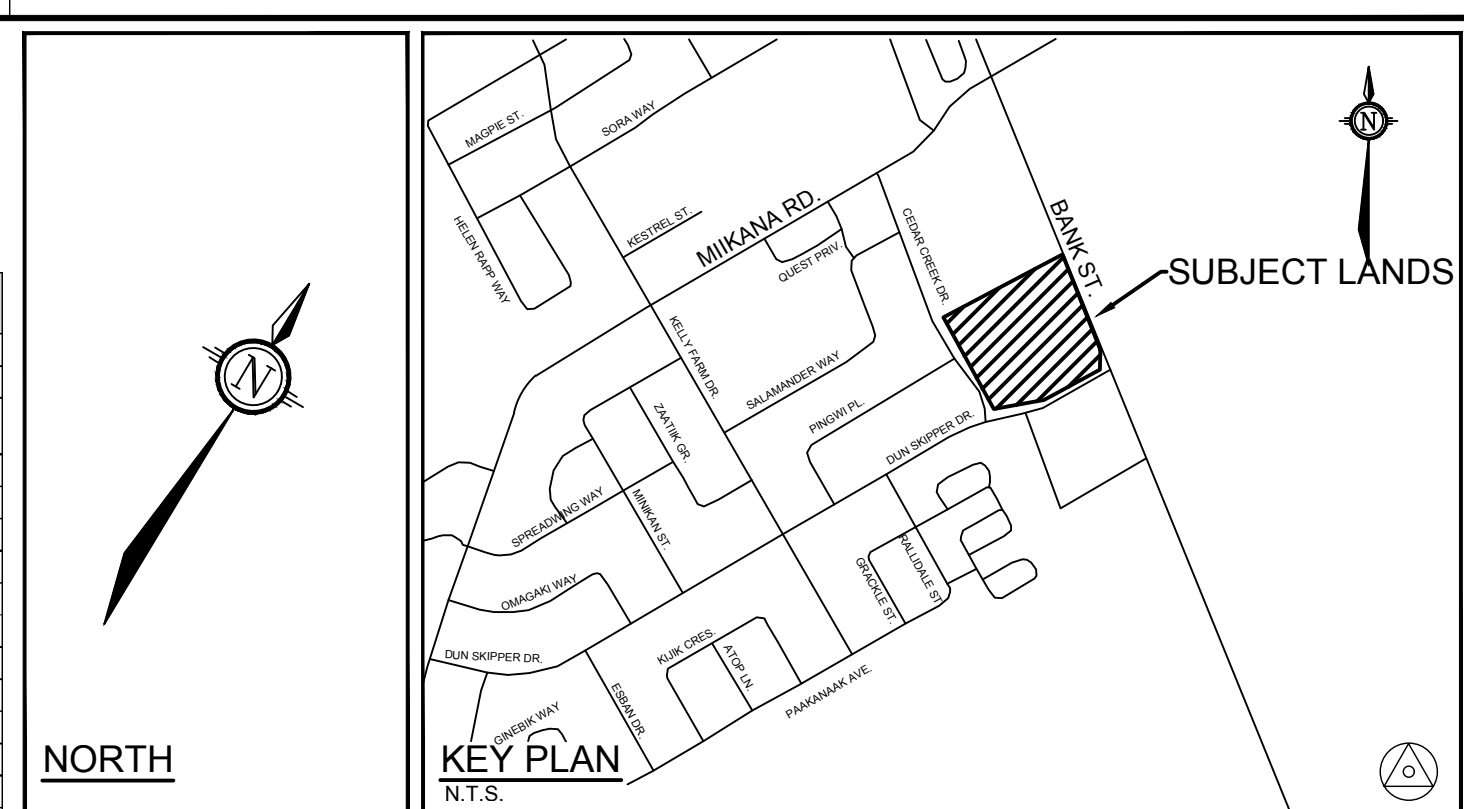 N
NORTH
N
MAGPIE ST.
SORA WAY
HELEN RAPP WAY
KESTREL ST.
MIIKANA RD.
QUEST PRIV.
CEDAR CREEK DR.
BANK ST.
SUBJECT LANDS
KELLY FARM DR.
SALAMANDER WAY
ZAATIIK GR.
PINGWI PL.
DUN SKIPPER DR.
SPREADWING WAY
MINIKAN ST.
OMAGAKI WAY
GRACKLE ST.
RALLIDALE ST
DUN SKIPPER DR.
KIJIK CRES.
ATOP LN.
PAAKANAAK AVE.
ESBAN DR.
GINEBIK WAY
KEY PLAN
N.T.S.